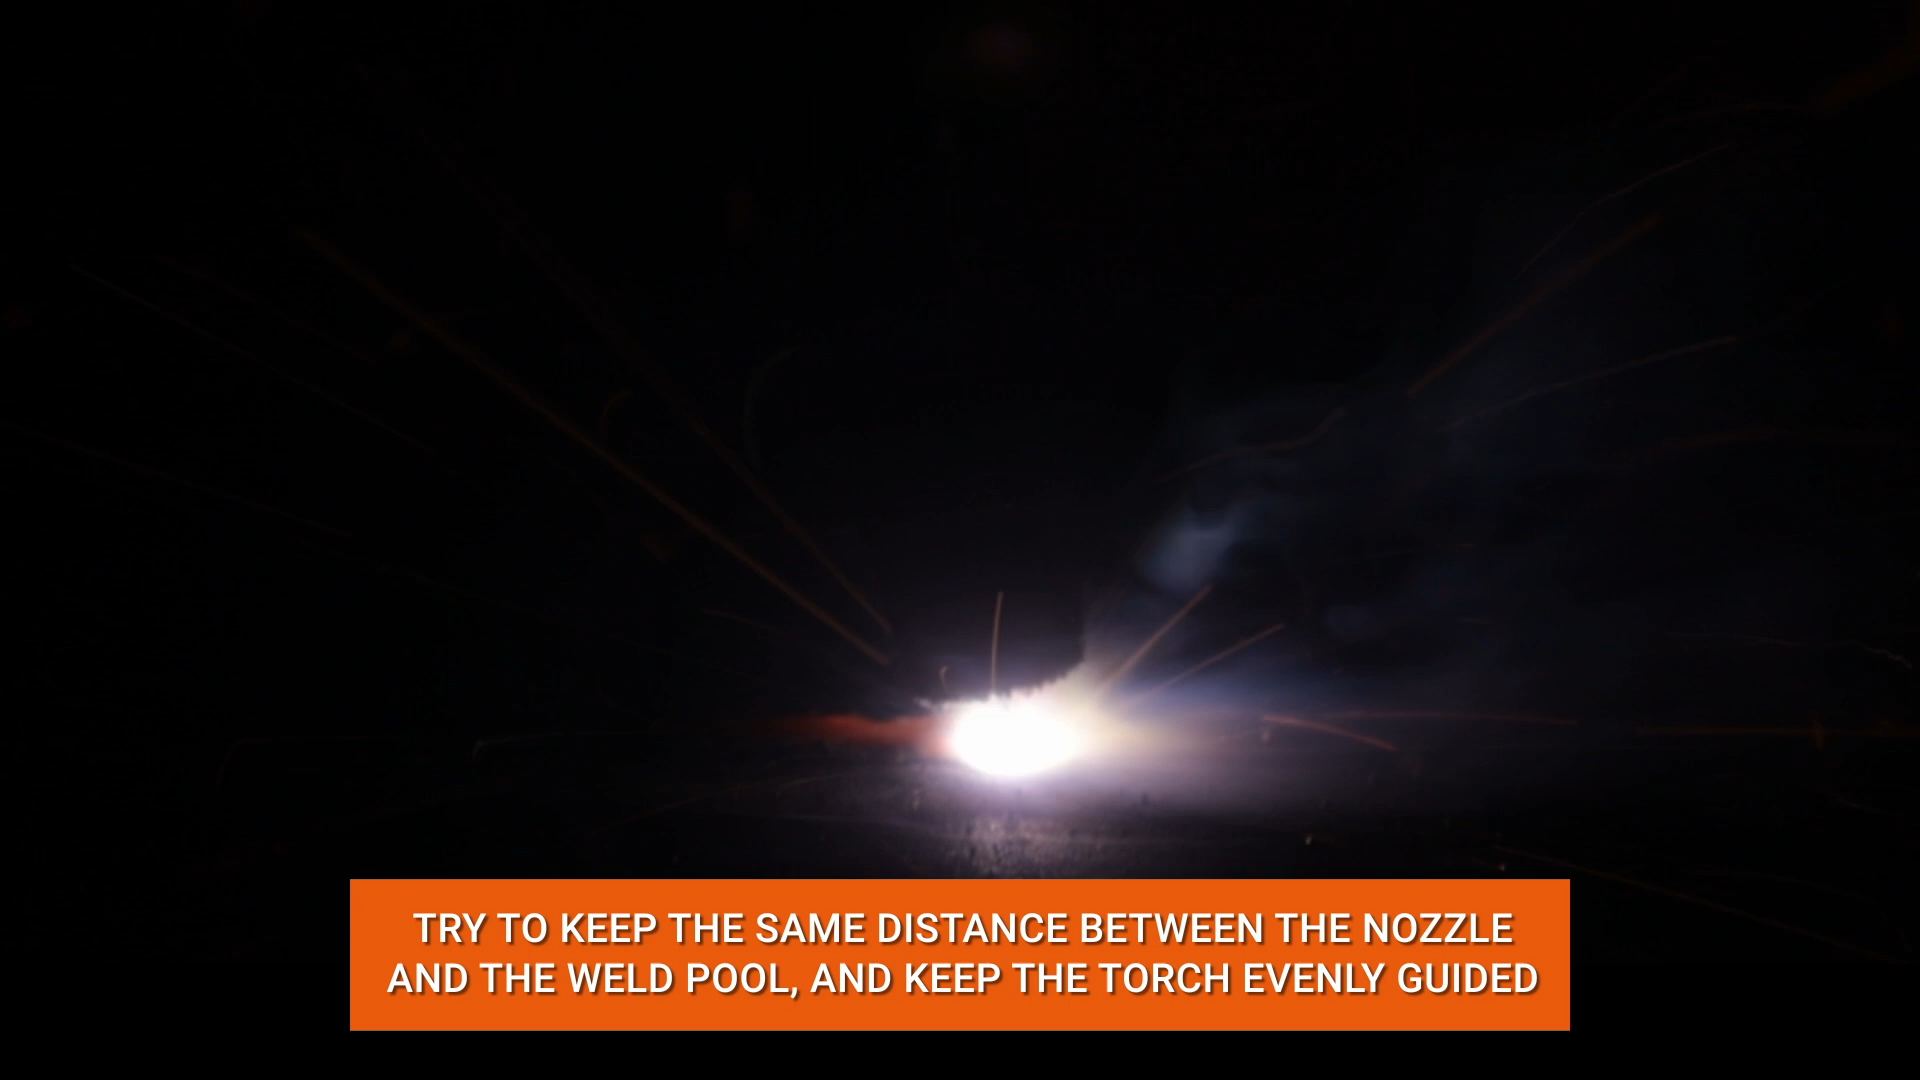 TRY TO KEEP THE SAME DISTANCE BETWEEN THE NOZZLE
AND THE WELD POOL, AND KEEP THE TORCH EVENLY GUIDED